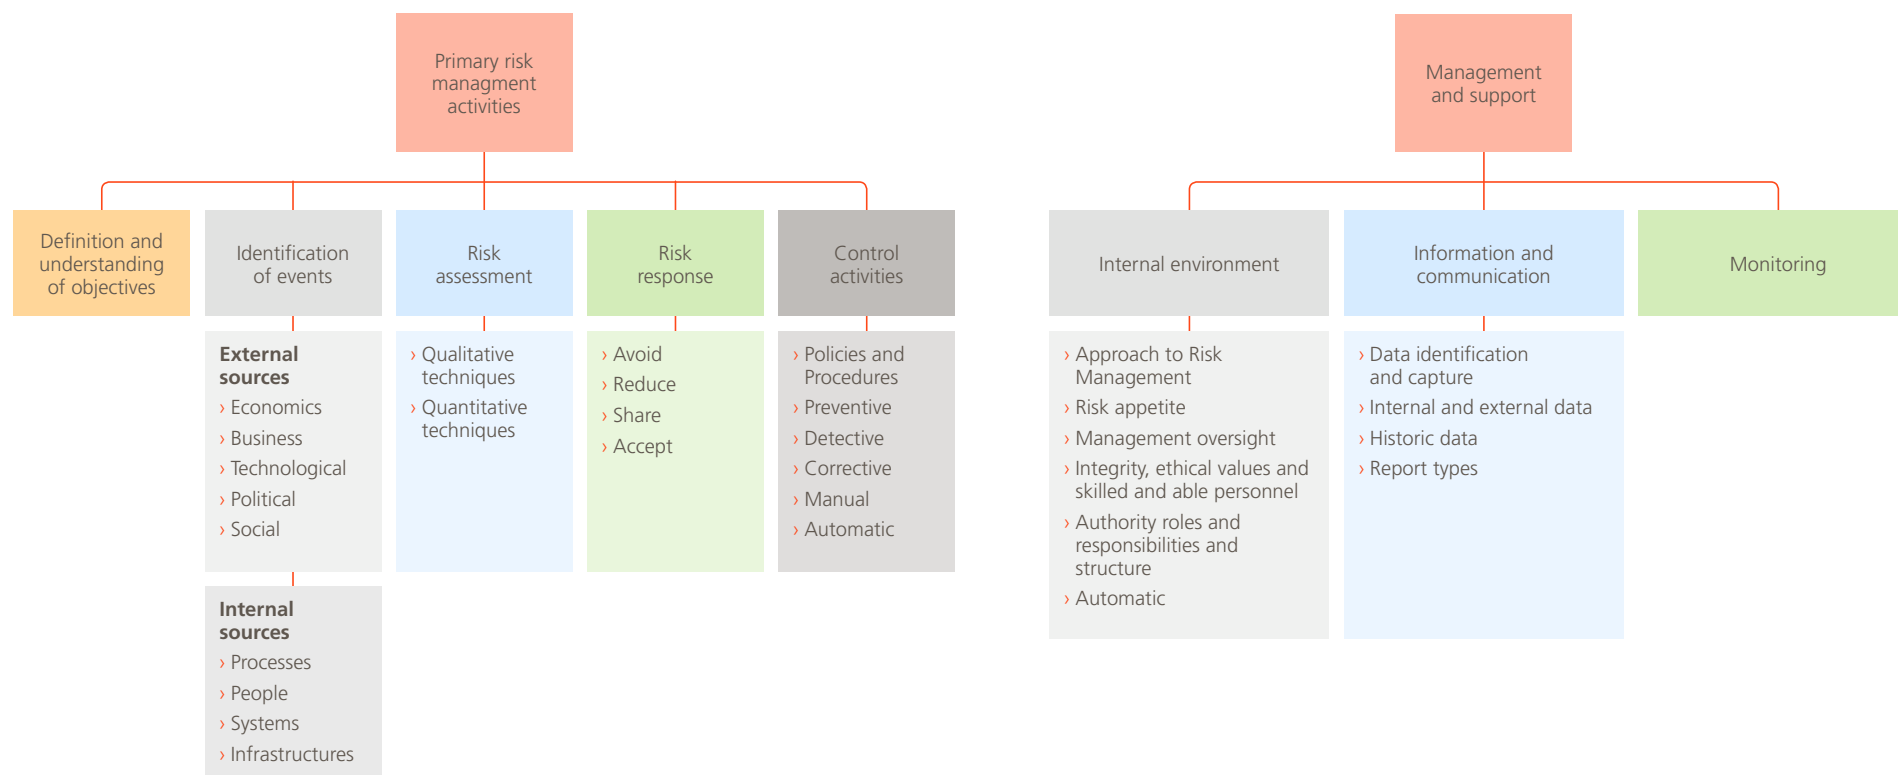 Primary risk
managment
activities
Definition and
understanding
of objectives
Identification
of events
External
sources
› Economics
› Business
› Technological
› Political
› Social
Internal
sources
› Processes
› People
› Systems
› Infrastructures
Risk
assessment
› Qualitative
techniques
› Quantitative
techniques
Risk
response
› Avoid
› Reduce
› Share
› Accept
Control
activities
› Policies and
Procedures
› Preventive
› Detective
› Corrective
› Manual
› Automatic
Management
and support
Internal environment
› Approach to Risk
Management
› Risk appetite
› Management oversight
› Integrity, ethical values and
skilled and able personnel
› Authority roles and
responsibilities and
structure
› Automatic
Information and
communication
› Data identification
and capture
› Internal and external data
› Historic data
› Report types
Monitoring